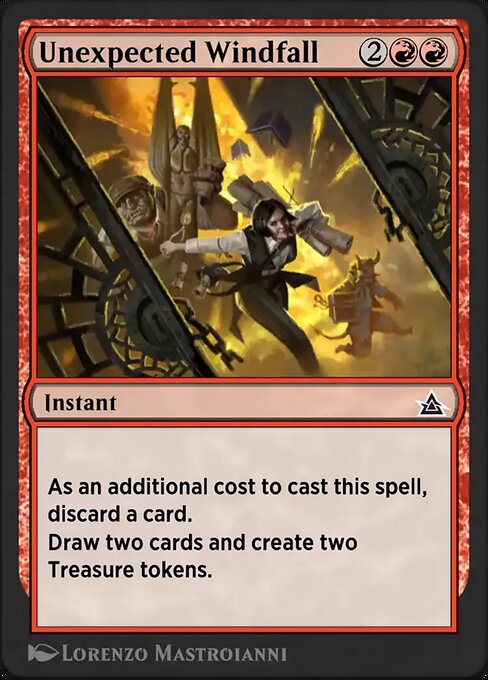 Unexpected Windfall 2
Instant
As an additional cost to cast this spell,
discard a card.
Draw two cards and create two
Treasure tokens.
Lorenzo Mastroianni